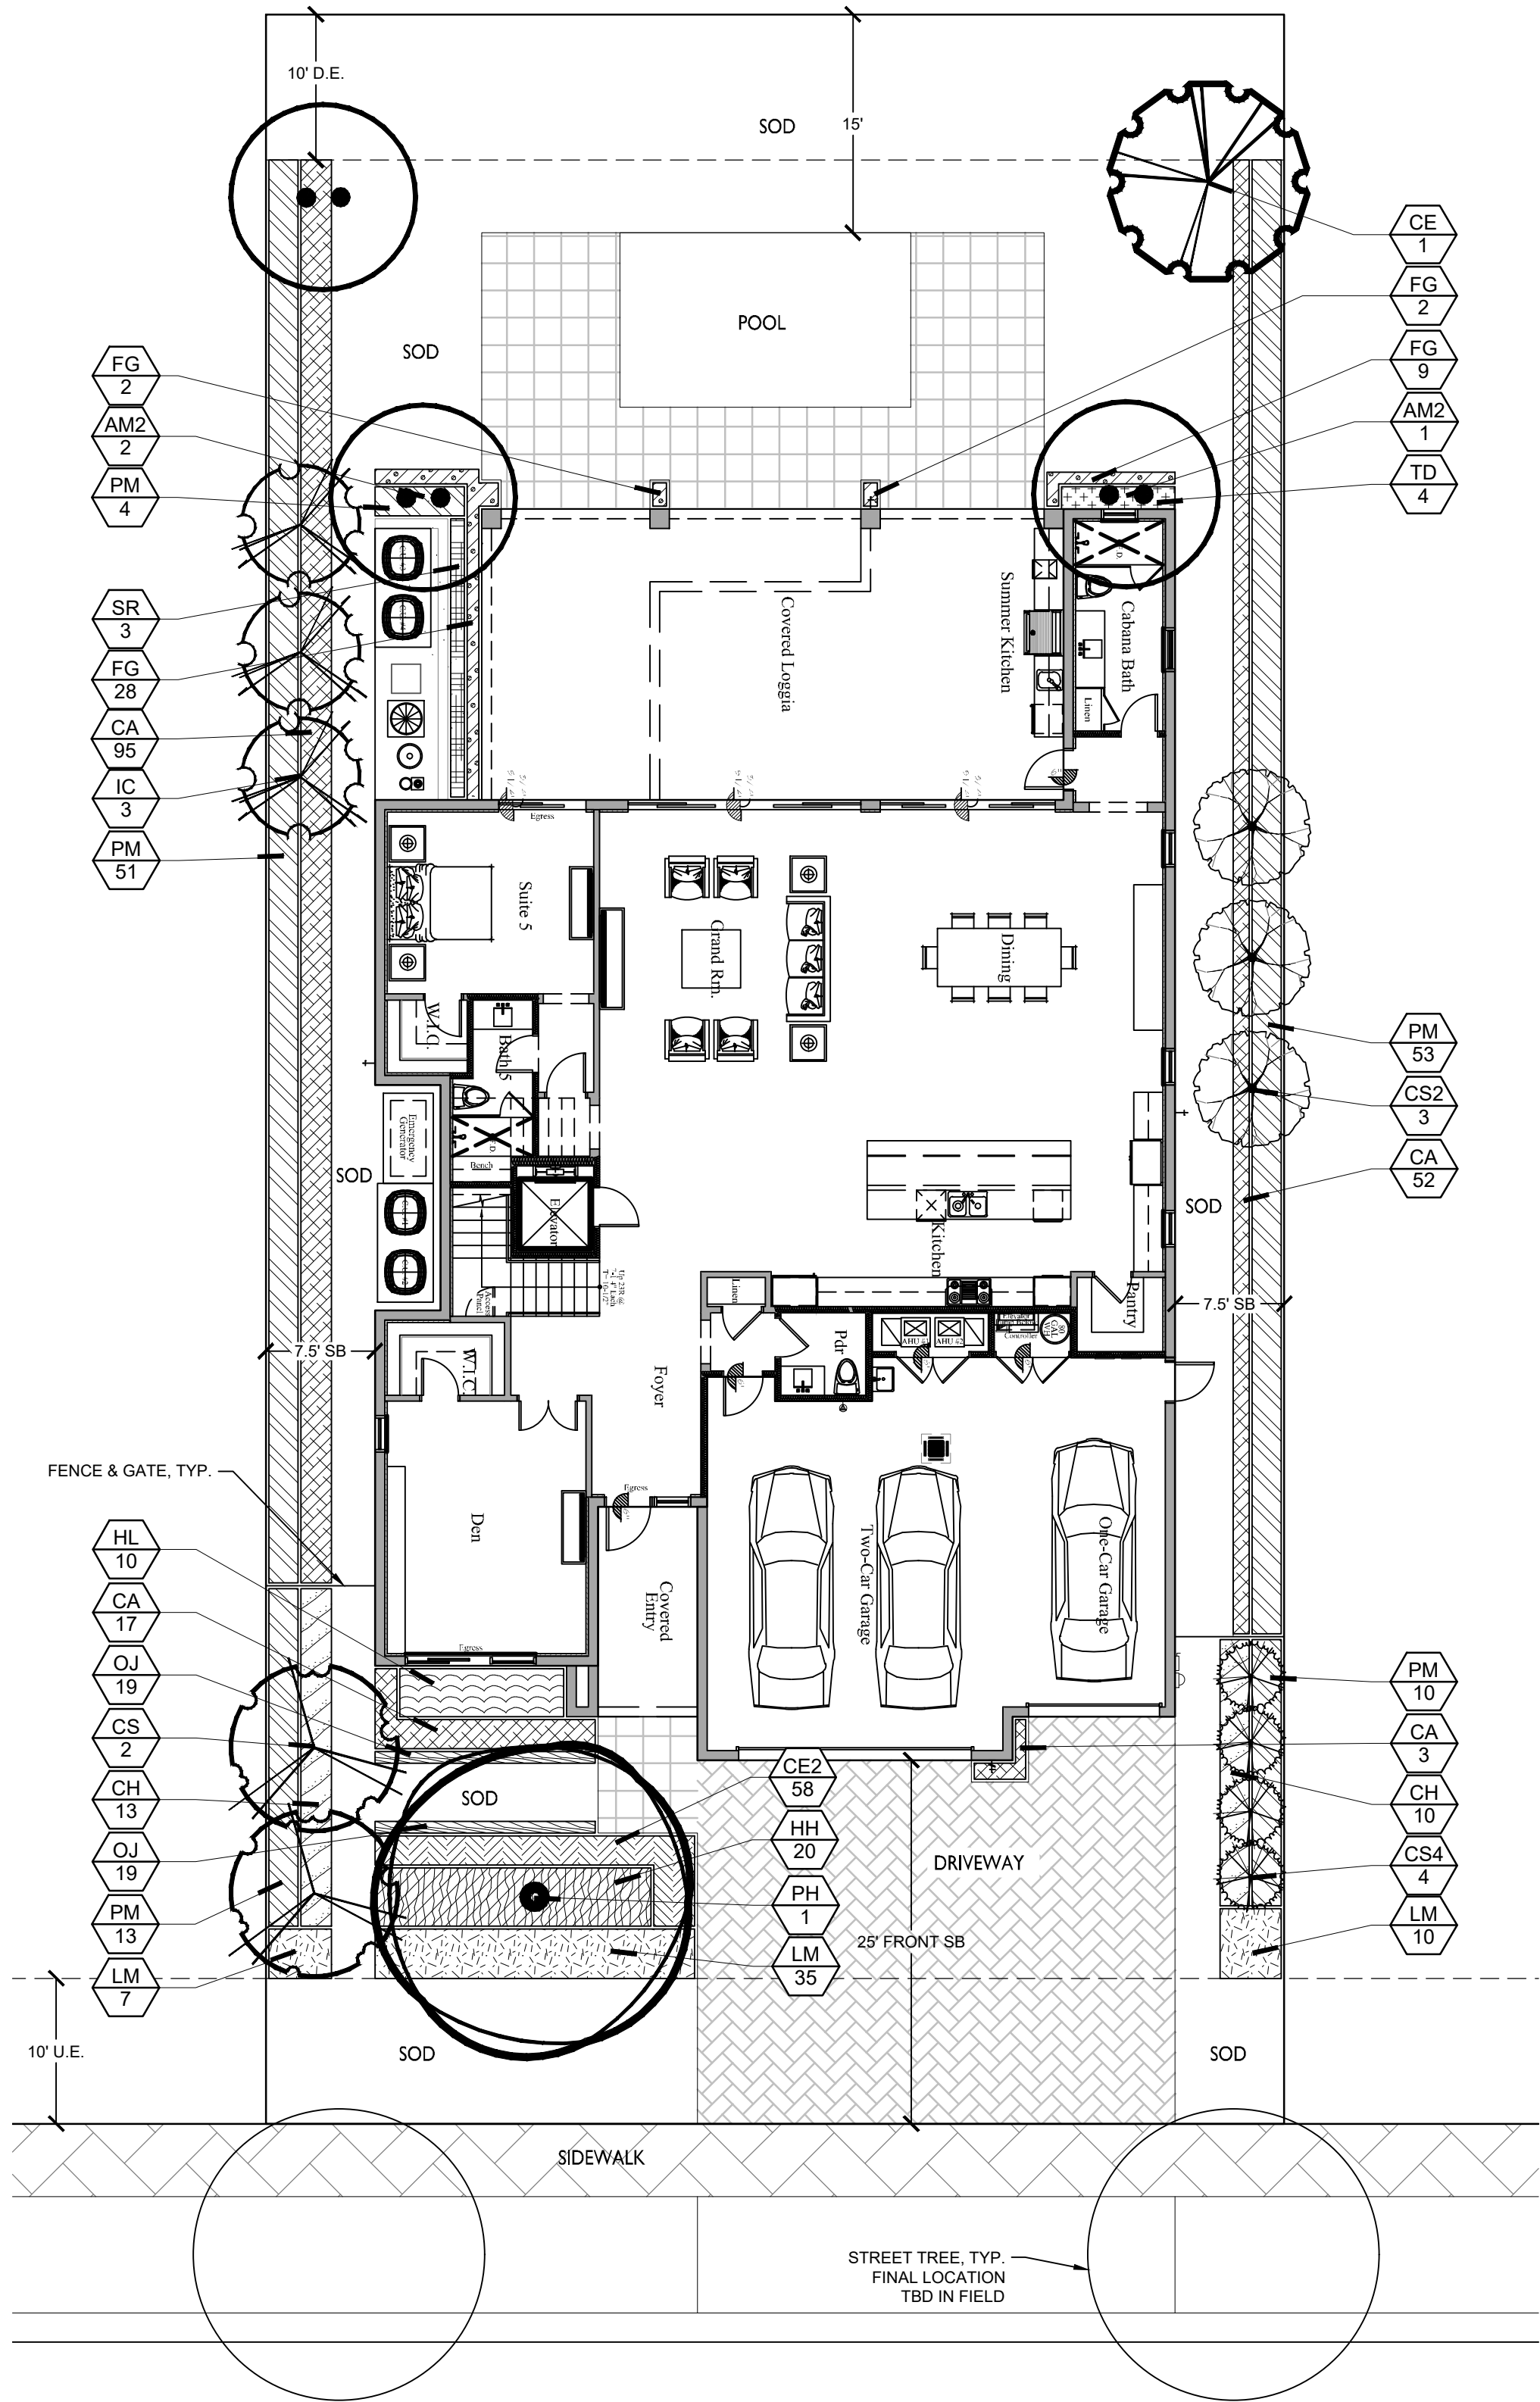 10' D.E.
SOD
15'
CE
1
FG
2
POOL
SOD
FG
2
FG
9
AM2
2
AM2
1
PM
4
TD
4
SR
3
Covered Loggia
Summer Kitchen
Cabana Bath
Linen
FG
28
CA
95
IC
3
PM
51
Egress
Suite 5
Grand Rm.
Dining
W.I.C.
Bath 5
PM
53
CS2
3
CA
52
Emergency
Generator
SOD
Bench
Elevator
SOD
Kitchen
Access
Panel
Linen
Pantry
7.5' SB
7.5' SB
AHU #1
AHU #2
Controller
80
GAL
WH
Pdr
W.I.C.
Foyer
FENCE & GATE, TYP.
Egress
Den
Two-Car Garage
One-Car Garage
Covered
Entry
Egress
HL
10
CA
17
OJ
19
CS
2
CH
13
OJ
19
PM
13
LM
7
SOD
CE2
58
HH
20
PH
1
LM
35
DRIVEWAY
25' FRONT SB
PM
10
CA
3
CH
10
CS4
4
LM
10
10' U.E.
SOD
SOD
SIDEWALK
STREET TREE, TYP.
FINAL LOCATION
TBD IN FIELD